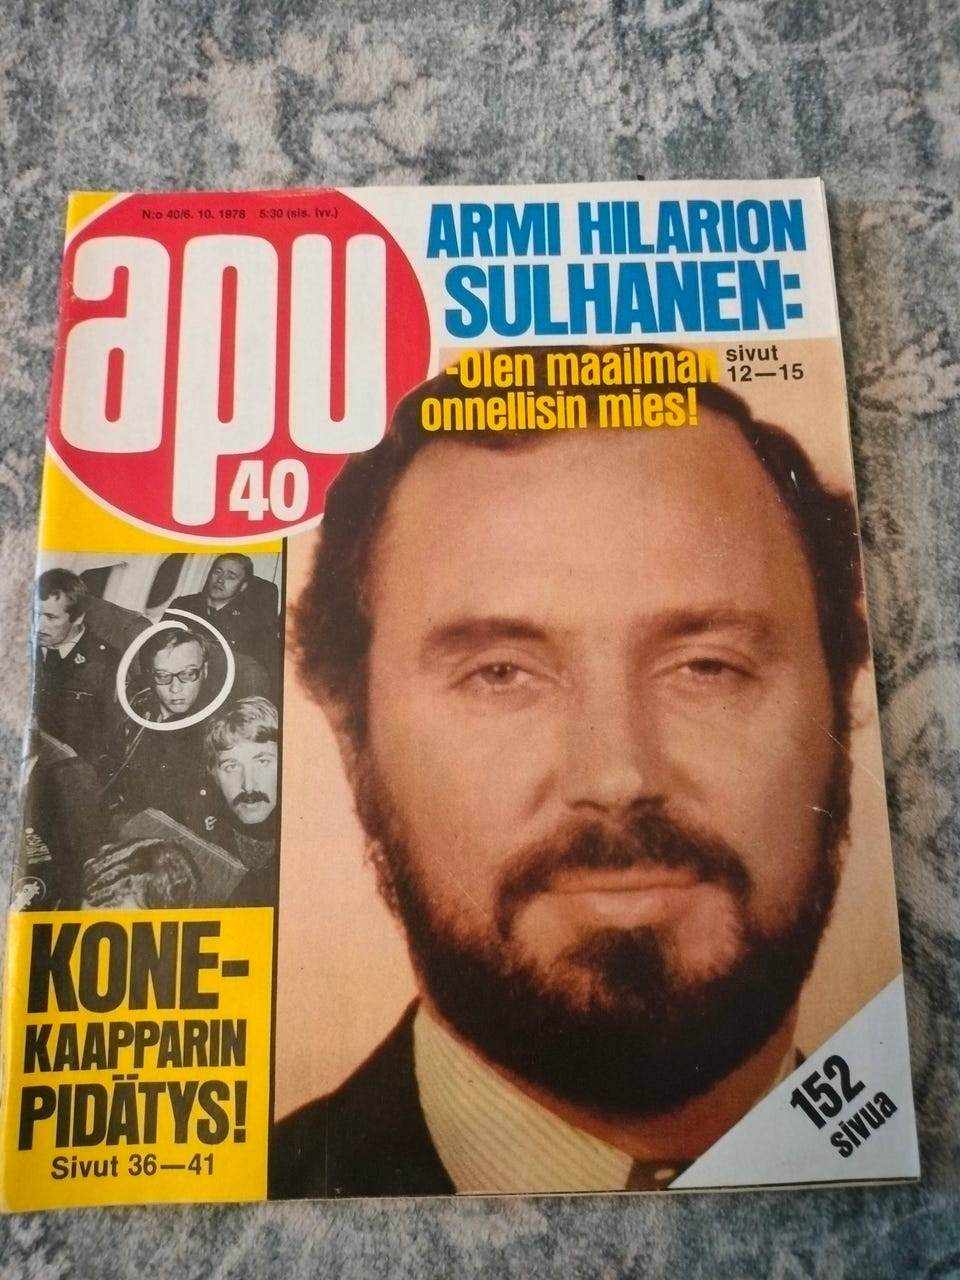 N:o 40/6. 10. 1978 5:30 (sis. lvv.)
apu
40
ARMI HILARION
SULHANEN:
-Olen maailman
onnellisin mies!
sivut
12—15
KONE-
KAAPPARIN
PIDÄTYS!
Sivut 36—41
152
sivua